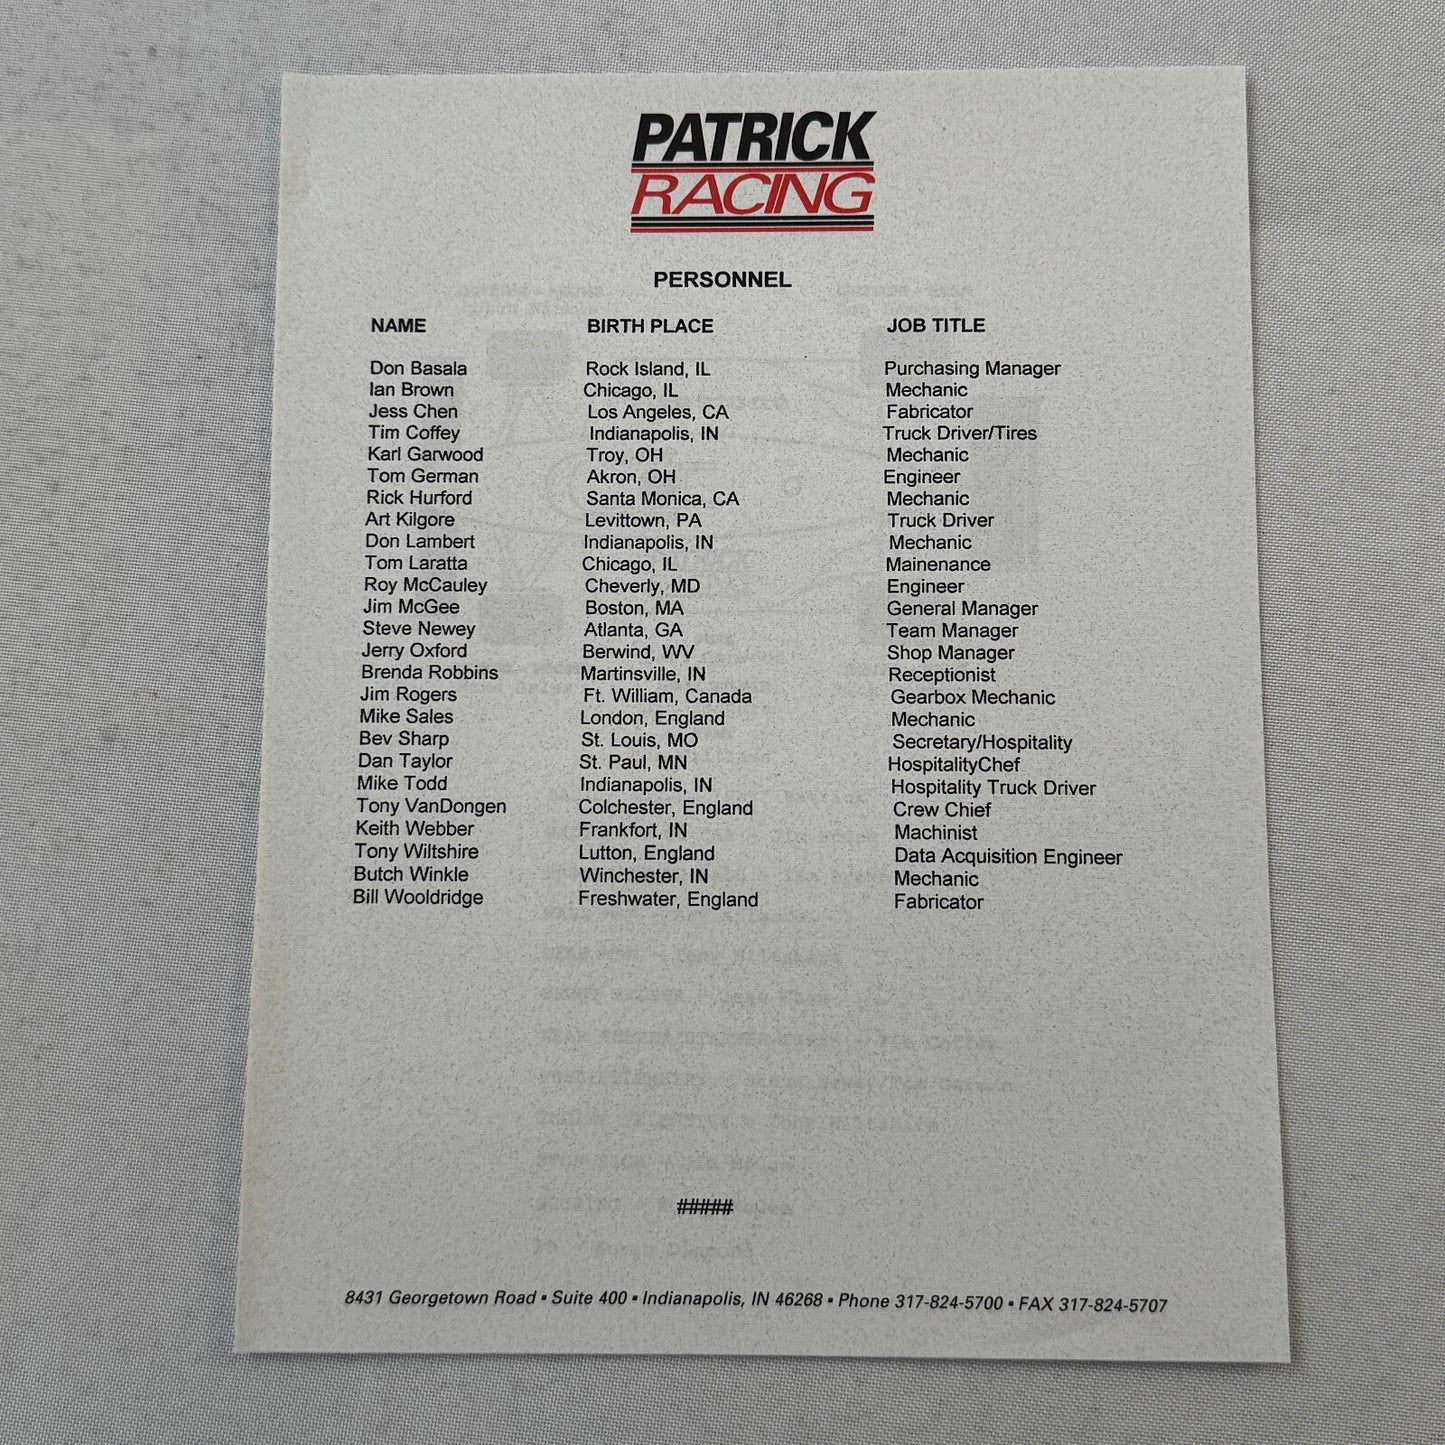 PATRICK
RACING
PERSONNEL
NAME BIRTH PLACE JOB TITLE
Don Basala Rock Island, IL Purchasing Manager
Ian Brown Chicago, IL Mechanic
Jess Chen Los Angeles, CA Fabricator
Tim Coffey Indianapolis, IN Truck Driver/Tires
Karl Garwood Troy, OH Mechanic
Tom German Akron, OH Engineer
Rick Hurford Santa Monica, CA Mechanic
Art Kilgore Levittown, PA Truck Driver
Don Lambert Indianapolis, IN Mechanic
Tom Laratta Chicago, IL Mainenance
Roy McCauley Cheverly, MD Engineer
Jim McGee Boston, MA General Manager
Steve Newey Atlanta, GA Team Manager
Jerry Oxford Berwind, WV Shop Manager
Brenda Robbins Martinsville, IN Receptionist
Jim Rogers Ft. William, Canada Gearbox Mechanic
Mike Sales London, England Mechanic
Bev Sharp St. Louis, MO Secretary/Hospitality
Dan Taylor St. Paul, MN HospitalityChef
Mike Todd Indianapolis, IN Hospitality Truck Driver
Tony VanDongen Colchester, England Crew Chief
Keith Webber Frankfort, IN Machinist
Tony Wiltshire Lutton, England Data Acquisition Engineer
Butch Winkle Winchester, IN Mechanic
Bill Wooldridge Freshwater, England Fabricator
#####
8431 Georgetown Road ▪ Suite 400 ▪ Indianapolis, IN 46268 ▪ Phone 317-824-5700 ▪ FAX 317-824-5707